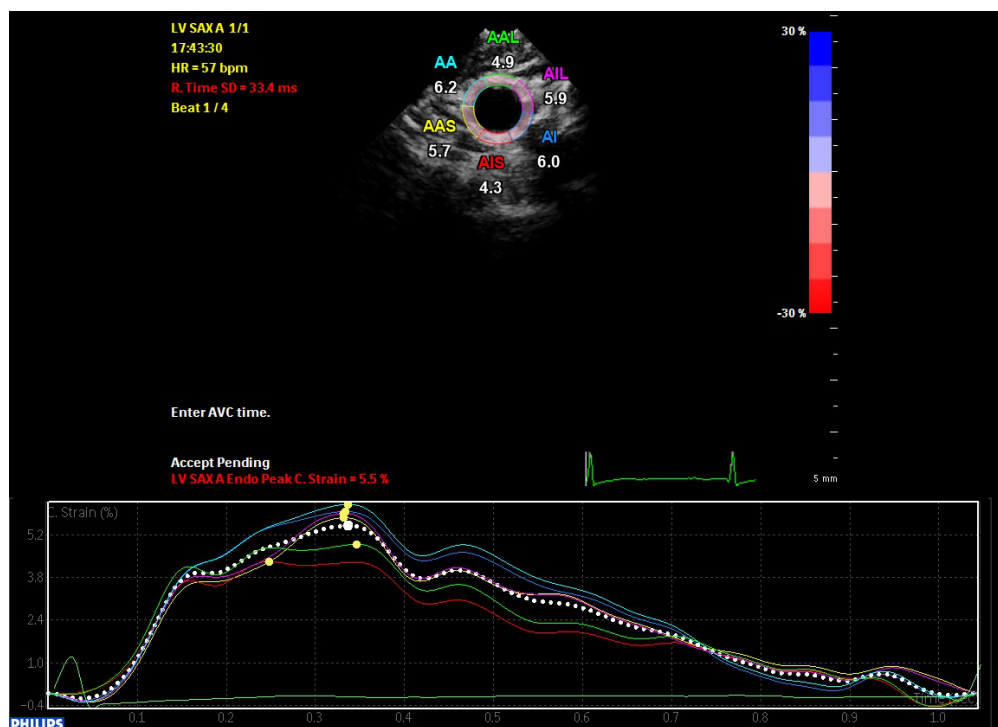 LV SAX A 1/1
17:43:30
HR = 57 bpm
R. Time SD = 33.4 ms
Beat 1 / 4
AAL
4.9
AA
6.2
AIL
5.9
AAS
5.7
AI
6.0
AIS
4.3
30 %
-30 %
Enter AVC time.
Accept Pending
LV SAX A Endo Peak C. Strain = 5.5 %
5 mm
C. Strain (%)
5.2
3.8
2.4
1.0
-0.4
0.1 0.2 0.3 0.4 0.5 0.6 0.7 0.8 0.9 1.0
PHILIPS